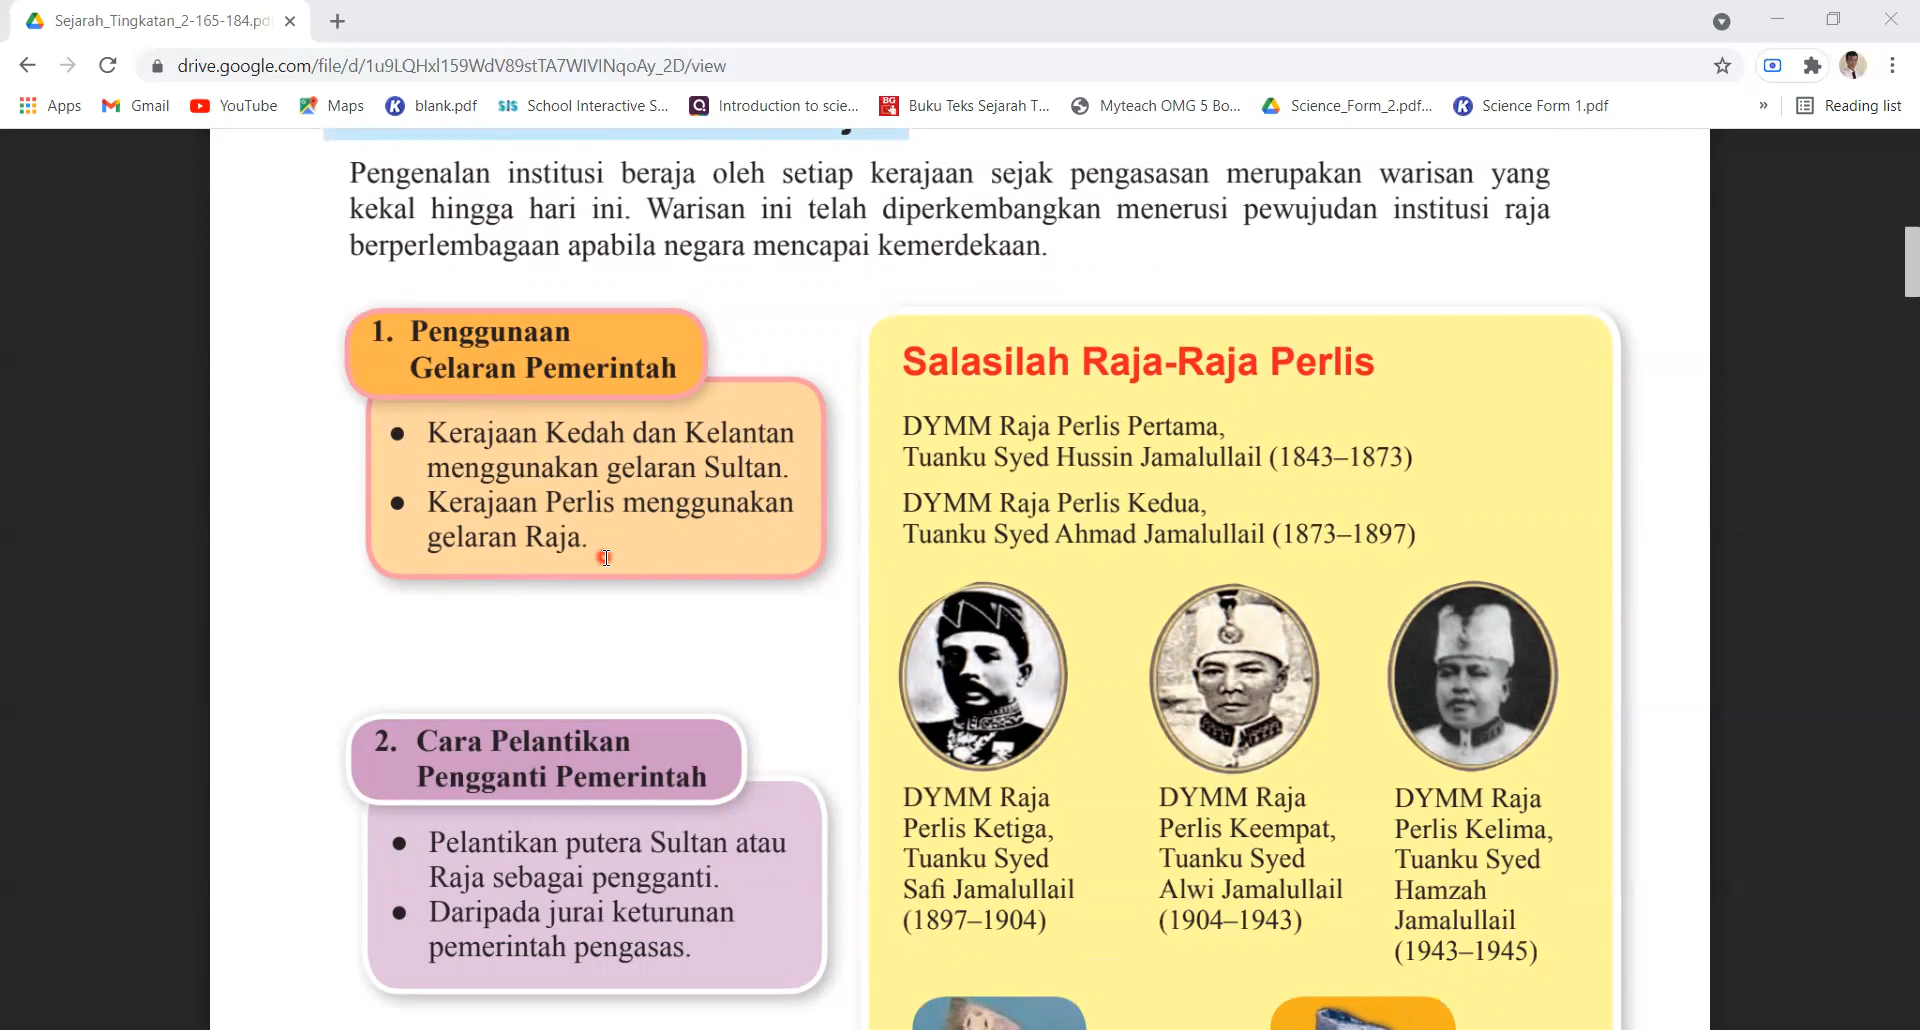 Sejarah_Tingkatan_2-165-184.pd
drive.google.com/file/d/1u9LQHxl159WdV89stTA7WlVINqoAy_2D/view
Apps Gmail YouTube Maps blank.pdf School Interactive S... Introduction to scie... Buku Teks Sejarah T... Myteach OMG 5 Bo... Science_Form_2.pdf... Science Form 1.pdf » Reading list
Pengenalan institusi beraja oleh setiap kerajaan sejak pengasasan merupakan warisan yang
kekal hingga hari ini. Warisan ini telah diperkembangkan menerusi pewujudan institusi raja
berperlembagaan apabila negara mencapai kemerdekaan.
1. Penggunaan
Gelaran Pemerintah
• Kerajaan Kedah dan Kelantan
menggunakan gelaran Sultan.
• Kerajaan Perlis menggunakan
gelaran Raja.
2. Cara Pelantikan
Pengganti Pemerintah
• Pelantikan putera Sultan atau
Raja sebagai pengganti.
• Daripada jurai keturunan
pemerintah pengasas.
Salasilah Raja-Raja Perlis
DYMM Raja Perlis Pertama,
Tuanku Syed Hussin Jamalullail (1843–1873)
DYMM Raja Perlis Kedua,
Tuanku Syed Ahmad Jamalullail (1873–1897)
DYMM Raja
Perlis Ketiga,
Tuanku Syed
Safi Jamalullail
(1897–1904)
DYMM Raja
Perlis Keempat,
Tuanku Syed
Alwi Jamalullail
(1904–1943)
DYMM Raja
Perlis Kelima,
Tuanku Syed
Hamzah
Jamalullail
(1943–1945)